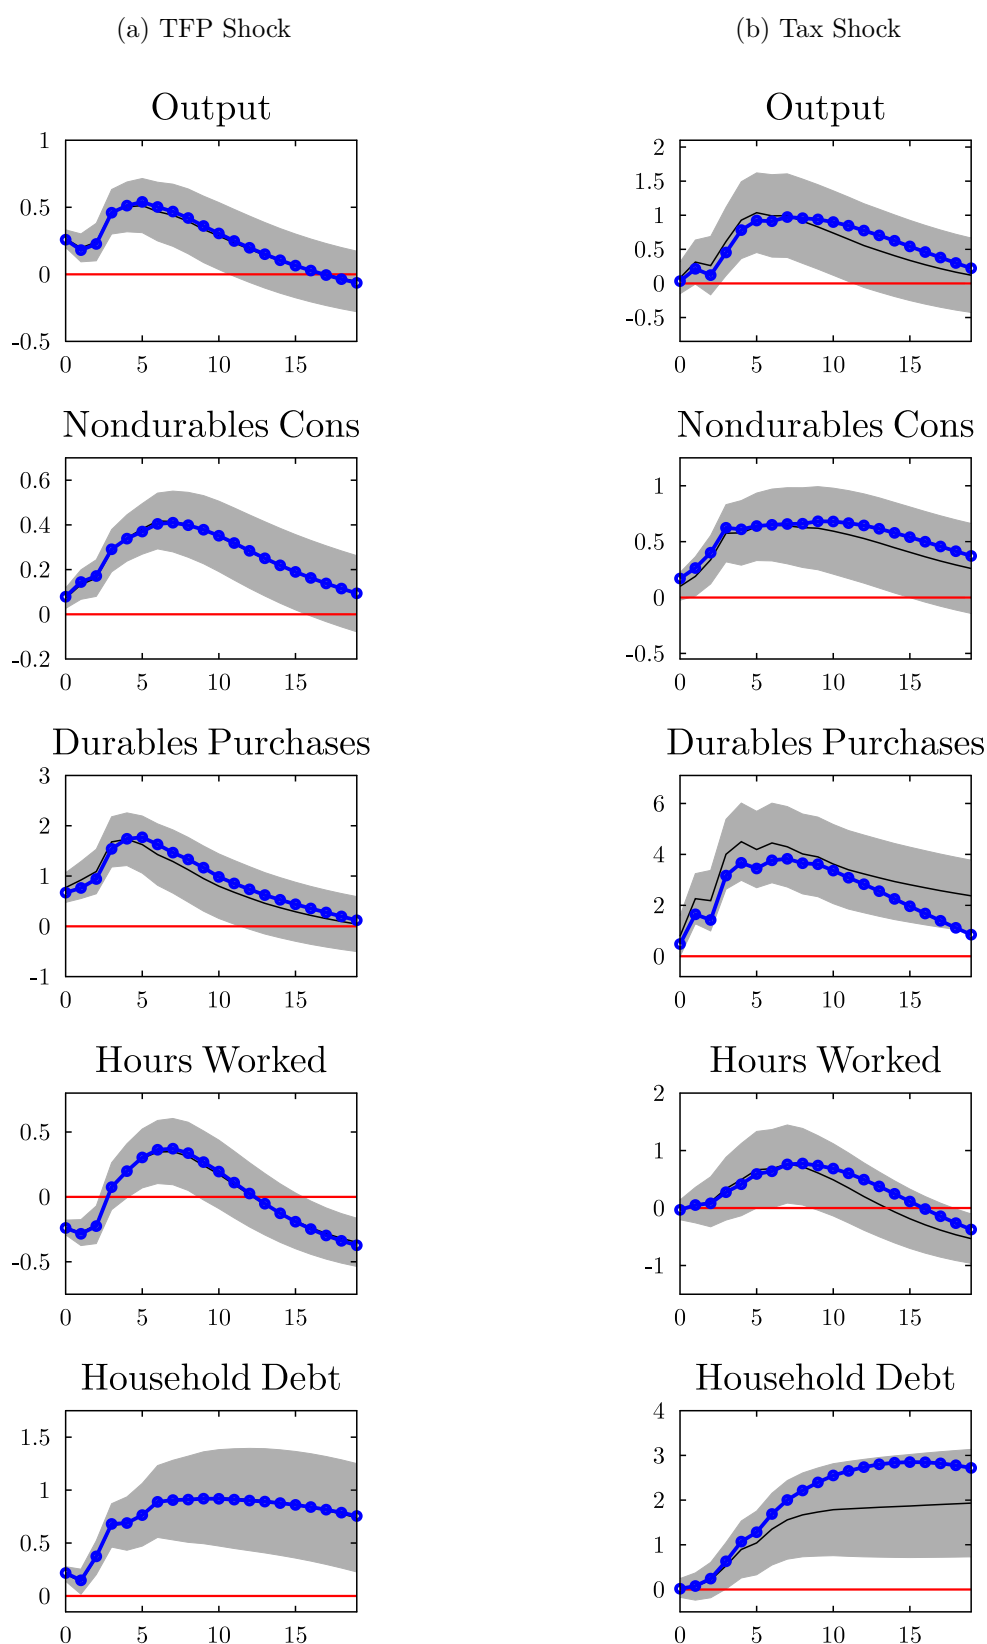 (a) TFP Shock
(b) Tax Shock
Output
1
0.5
0
-0.5
0 5 10 15
Output
2
1.5
1
0.5
0
-0.5
0 5 10 15
Nondurables Cons
0.6
0.4
0.2
0
-0.2
0 5 10 15
Nondurables Cons
1
0.5
0
-0.5
0 5 10 15
Durables Purchases
3
2
1
0
-1
0 5 10 15
Durables Purchases
6
4
2
0
0 5 10 15
Hours Worked
0.5
0
-0.5
0 5 10 15
Hours Worked
2
1
0
-1
0 5 10 15
Household Debt
1.5
1
0.5
0
0 5 10 15
Household Debt
4
3
2
1
0
0 5 10 15